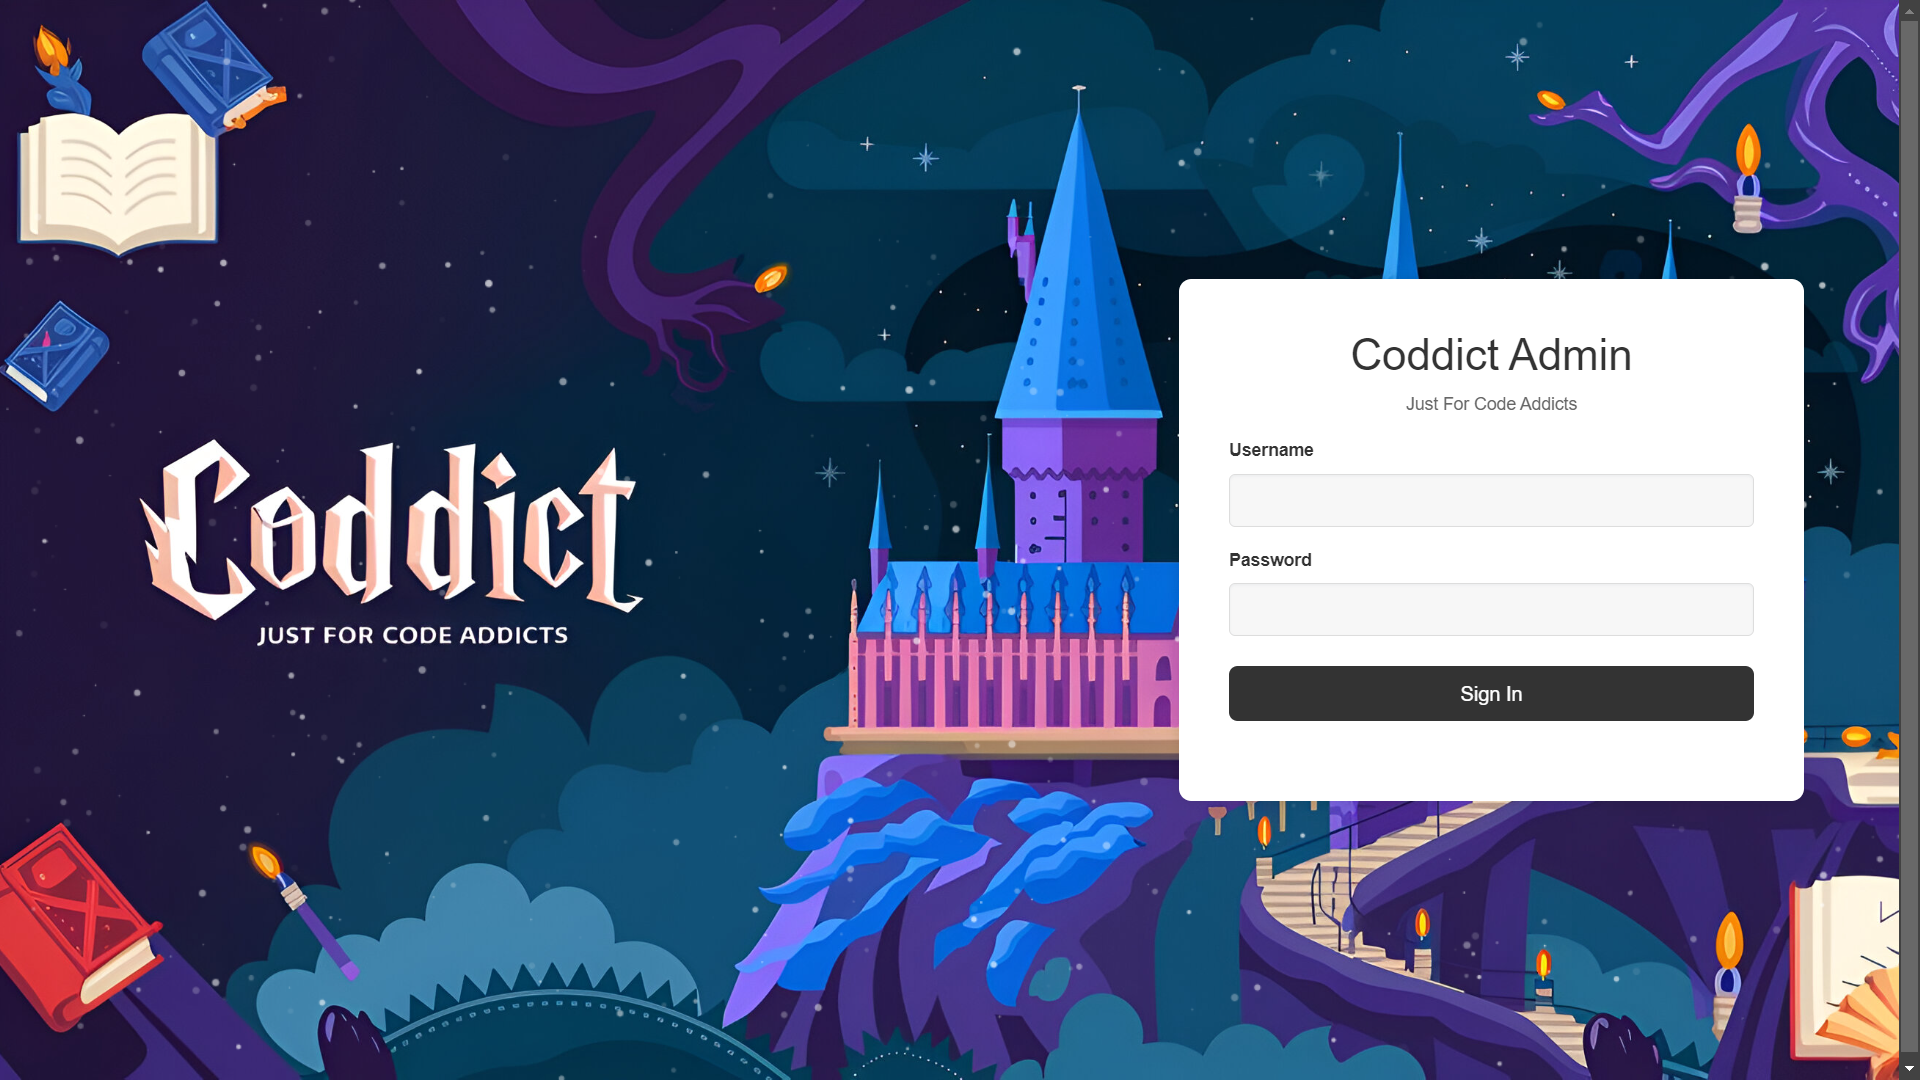 Coddict
JUST FOR CODE ADDICTS
Coddict Admin
Just For Code Addicts
Username
Password
Sign In